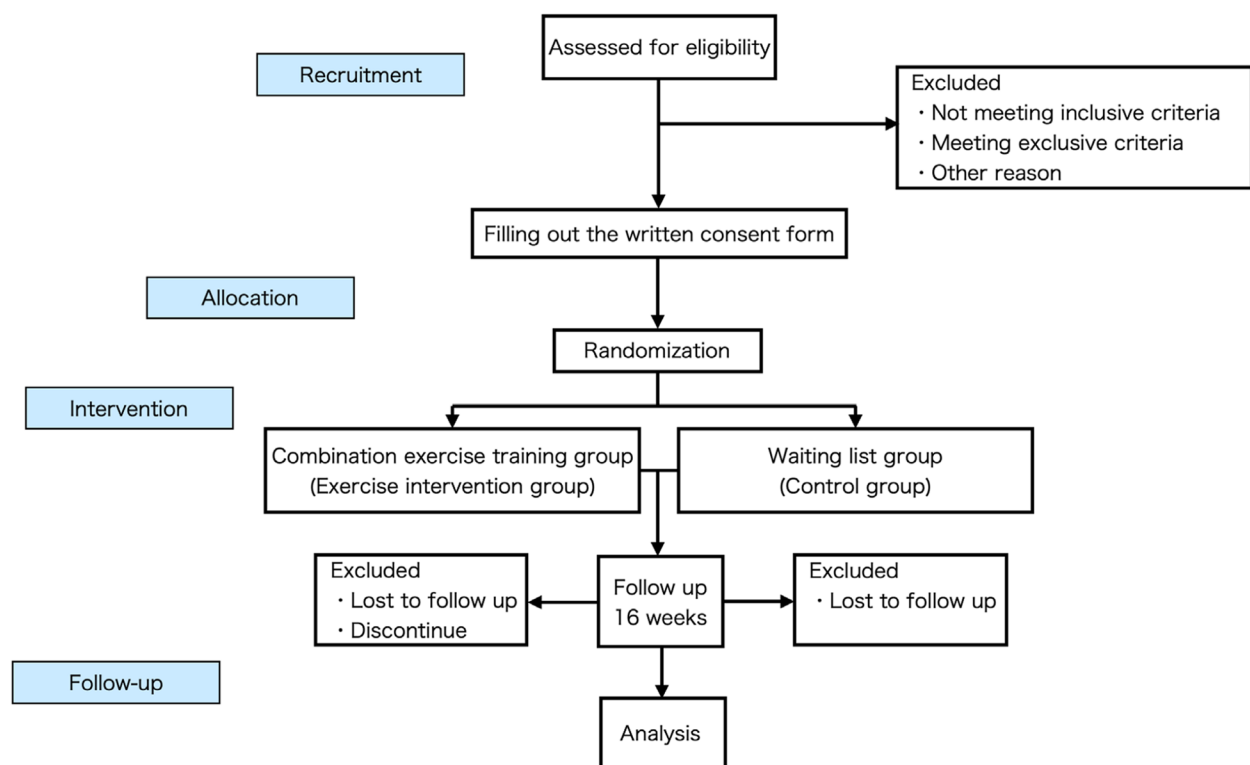 Assessed for eligibility
Recruitment
Excluded
・Not meeting inclusive criteria
・Meeting exclusive criteria
・Other reason
Filling out the written consent form
Allocation
Randomization
Intervention
Combination exercise training group
(Exercise intervention group)
Waiting list group
(Control group)
Excluded
・Lost to follow up
・Discontinue
Follow up
16 weeks
Excluded
・Lost to follow up
Follow-up
Analysis